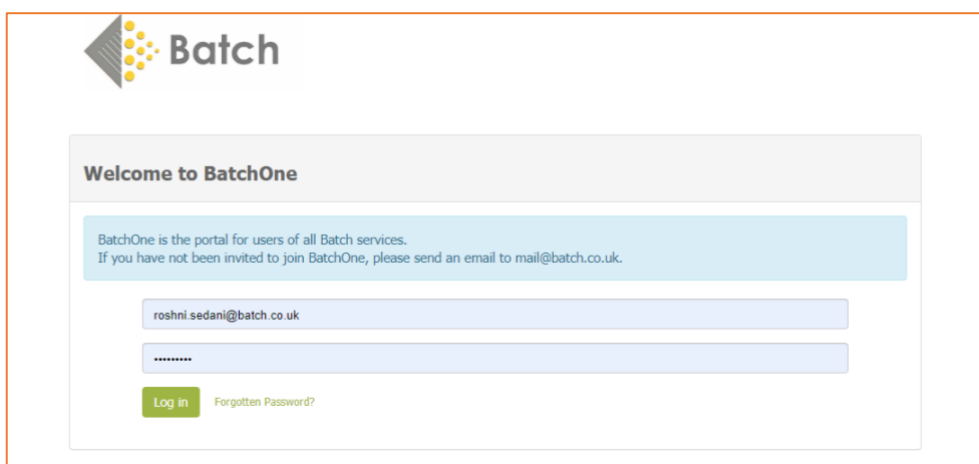 Batch
Welcome to BatchOne
BatchOne is the portal for users of all Batch services.
If you have not been invited to join BatchOne, please send an email to mail@batch.co.uk.
roshni.sedani@batch.co.uk
•••••••••
Log in Forgotten Password?